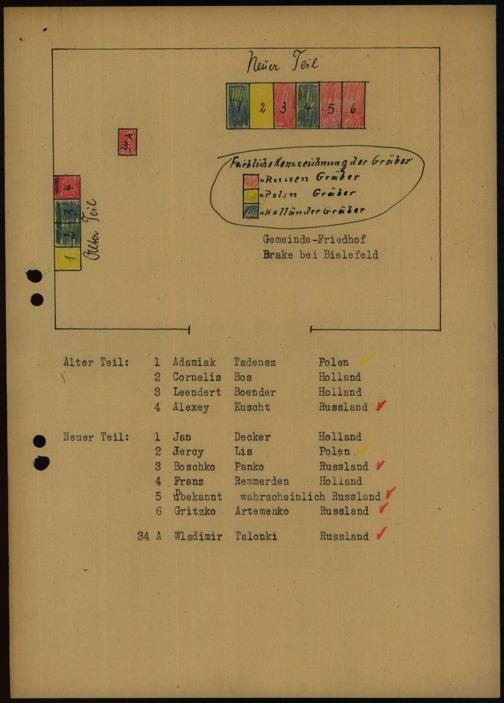 Neuer Teil
1 2 3 4 5 6
34 A
4
3
2
1
Alter Teil
Farbliche Kennzeichnung der Gräber
=Russen Gräber
=Polen Gräber
=Holländer Gräber
Gemeinde-Friedhof
Brake bei Bielefeld
Alter Teil: 1 Adamiak Tadensz Polen
2 Cornelis Bos Holland
3 Leendert Boender Holland
4 Alexey Kuscht Russland
Neuer Teil: 1 Jan Decker Holland
2 Jercy Lis Polen
3 Boschko Panko Russland
4 Franz Remmerden Holland
5 wahrscheinlich Russland
6 Gritzko Artemenko Russland
34 A Wladimir Talonki Russland